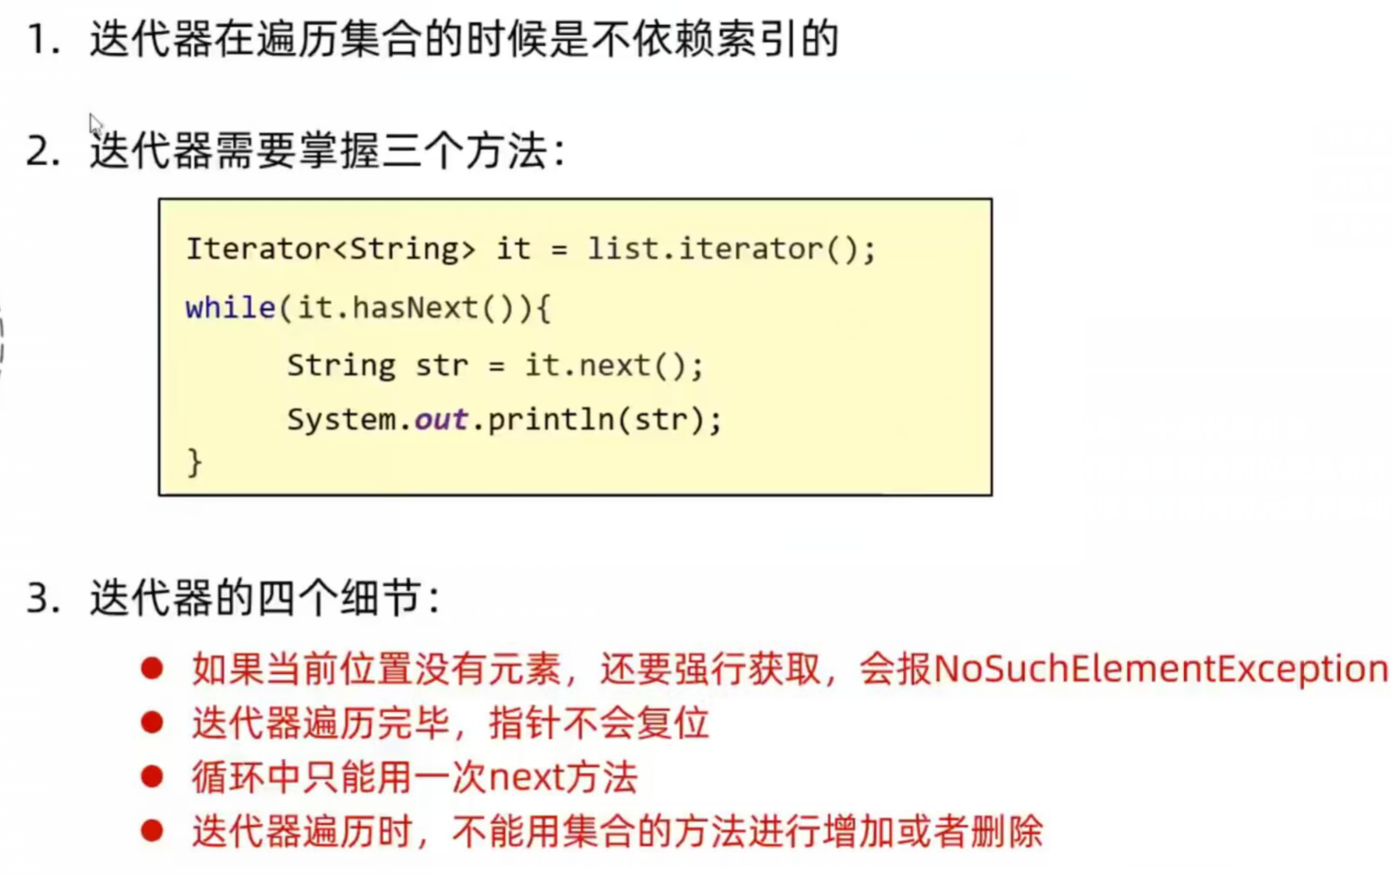 1. 迭代器在遍历集合的时候是不依赖索引的
2. 迭代器需要掌握三个方法：
Iterator<String> it = list.iterator();
while(it.hasNext()){
String str = it.next();
System.out.println(str);
}
3. 迭代器的四个细节：
● 如果当前位置没有元素，还要强行获取，会报NoSuchElementException
● 迭代器遍历完毕，指针不会复位
● 循环中只能用一次next方法
● 迭代器遍历时，不能用集合的方法进行增加或者删除